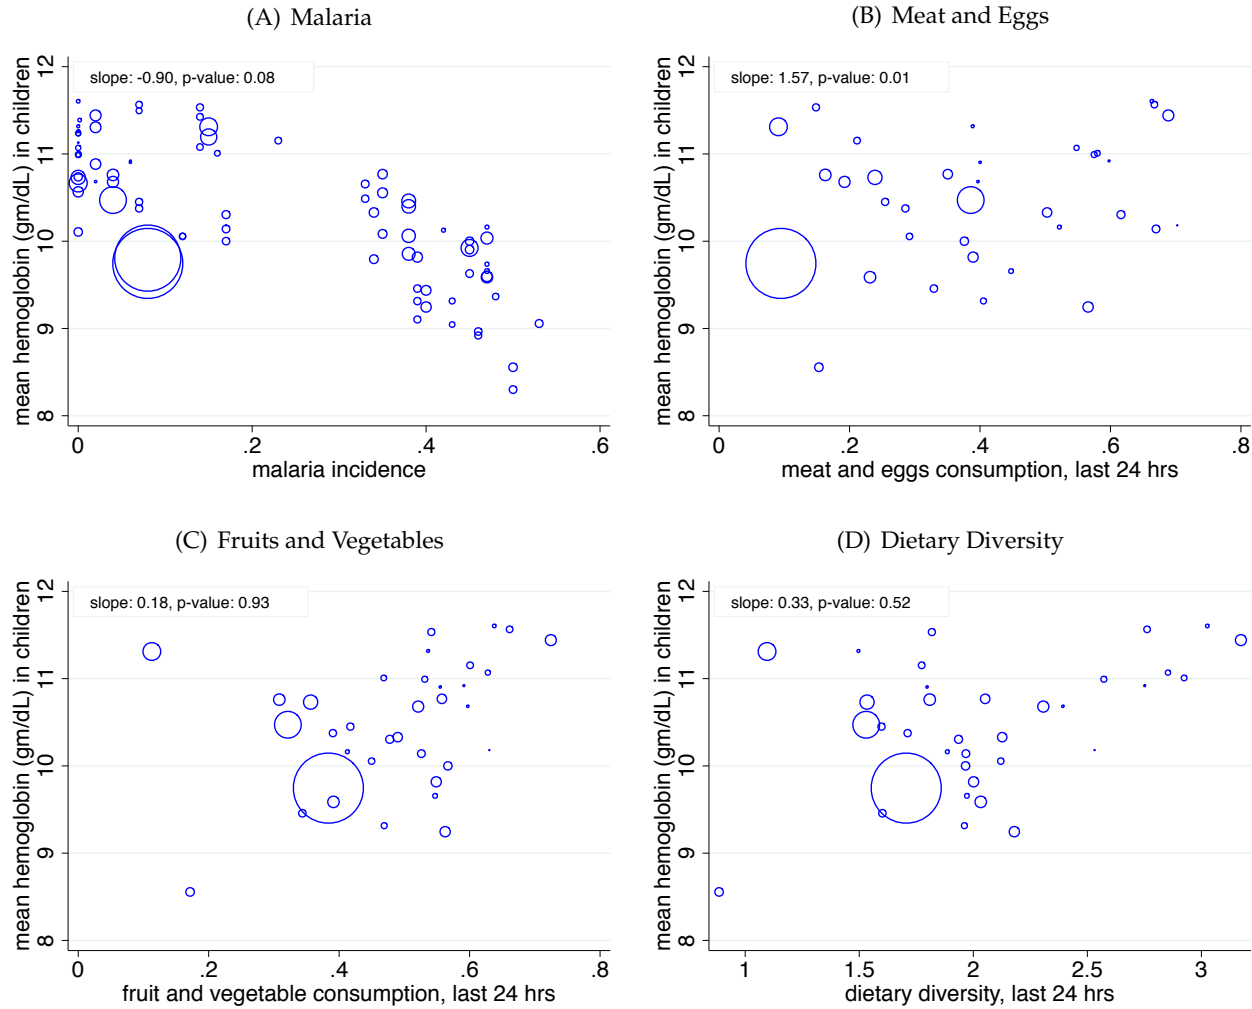 (A) Malaria
slope: -0.90, p-value: 0.08
mean hemoglobin (gm/dL) in children
12
11
10
9
8
0 .2 .4 .6
malaria incidence
(B) Meat and Eggs
slope: 1.57, p-value: 0.01
mean hemoglobin (gm/dL) in children
12
11
10
9
8
0 .2 .4 .6 .8
meat and eggs consumption, last 24 hrs
(C) Fruits and Vegetables
slope: 0.18, p-value: 0.93
mean hemoglobin (gm/dL) in children
12
11
10
9
8
0 .2 .4 .6 .8
fruit and vegetable consumption, last 24 hrs
(D) Dietary Diversity
slope: 0.33, p-value: 0.52
mean hemoglobin (gm/dL) in children
12
11
10
9
8
1 1.5 2 2.5 3
dietary diversity, last 24 hrs